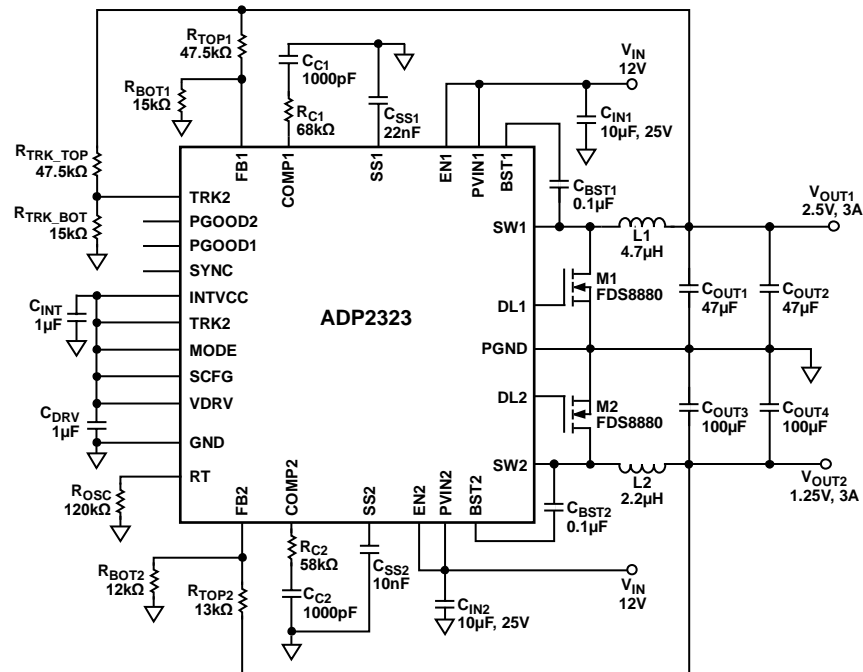 R_TOP1
47.5kΩ
C_C1
1000pF
V_IN
12V
R_BOT1
15kΩ
R_C1
68kΩ
C_SS1
22nF
C_IN1
10µF, 25V
R_TRK_TOP
47.5kΩ
FB1
COMP1
SS1
EN1
PVIN1
BST1
C_BST1
0.1µF
TRK2
R_TRK_BOT
15kΩ
PGOOD2
PGOOD1
SYNC
SW1
L1
4.7µH
V_OUT1
2.5V, 3A
C_INT
1µF
INTVCC
TRK2
MODE
SCFG
VDRV
GND
RT
ADP2323
DL1
M1
FDS8880
C_OUT1
47µF
C_OUT2
47µF
PGND
DL2
M2
FDS8880
C_OUT3
100µF
C_OUT4
100µF
C_DRV
1µF
SW2
L2
2.2µH
V_OUT2
1.25V, 3A
R_OSC
120kΩ
FB2
COMP2
SS2
EN2
PVIN2
BST2
C_BST2
0.1µF
R_BOT2
12kΩ
R_TOP2
13kΩ
R_C2
58kΩ
C_C2
1000pF
C_SS2
10nF
C_IN2
10µF, 25V
V_IN
12V